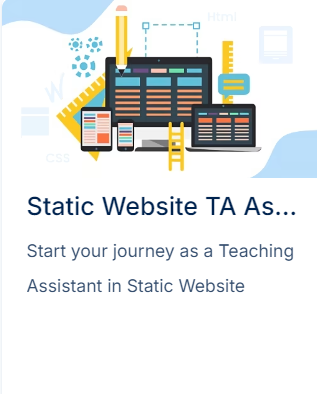 Html
W
CSS
Static Website TA As...
Start your journey as a Teaching
Assistant in Static Website